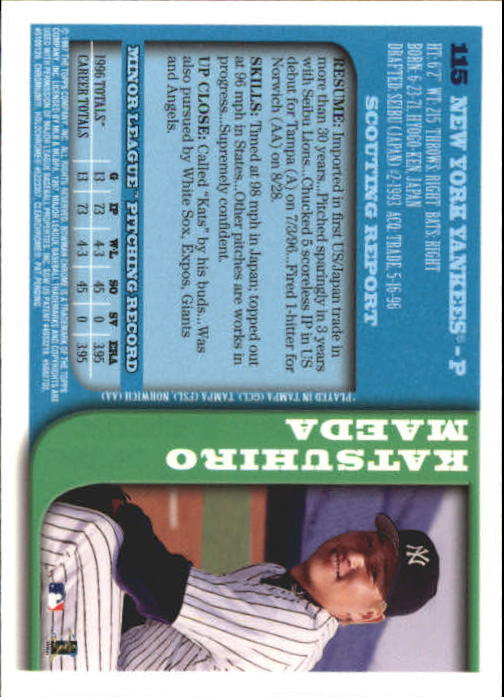 115 NEW YORK YANKEES® - P
HT: 6'2" WT: 215 THROWS: RIGHT BATS: RIGHT
BORN: 6-23-71, HYOGO-KEN, JAPAN
DRAFTED: SEIBU (JAPAN) 1-2-1993 ACQ: TRADE, 5-16-96
SCOUTING REPORT
RESUME: Imported in first US/Japan trade in
more than 30 years...Pitched sparingly in 3 years
with Seibu Lions...Chucked 5 scoreless IP in US
debut for Tampa (A) on 7/3/96...Fired 1-hitter for
Norwich (AA) on 8/28.
SKILLS: Timed at 98 mph in Japan; topped out
at 96 mph in States...Other pitches are works in
progress...Supremely confident.
UP CLOSE: Called "Kats" by his buds...Was
also pursued by White Sox, Expos, Giants
and Angels.
MINOR LEAGUE™ PITCHING RECORD
G IP W-L SO SV ERA
1996 TOTALS* 13 73 4-3 45 0 3.95
CAREER TOTALS 13 73 4-3 45 0 3.95
*PLAYED IN TAMPA (GCL), TAMPA (FSL), NORWICH (AA)
KATSUHIRO
MAEDA
NY